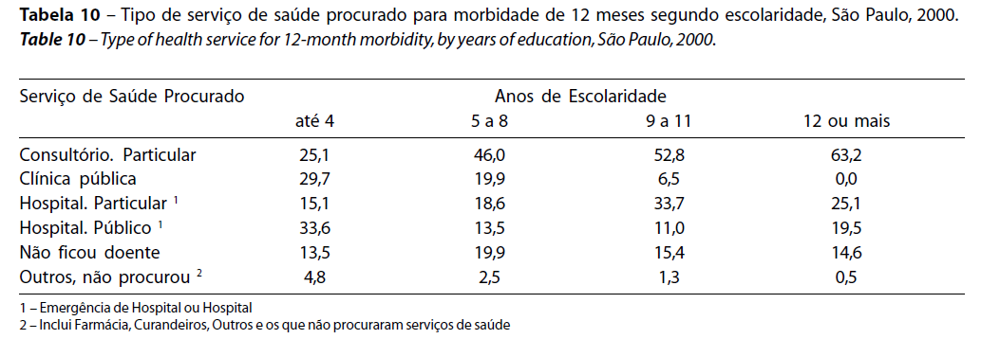 Tabela 10 – Tipo de serviço de saúde procurado para morbidade de 12 meses segundo escolaridade, São Paulo, 2000.
Table 10 – Type of health service for 12-month morbidity, by years of education, São Paulo, 2000.
Serviço de Saúde Procurado Anos de Escolaridade
até 4 5 a 8 9 a 11 12 ou mais
Consultório. Particular 25,1 46,0 52,8 63,2
Clínica pública 29,7 19,9 6,5 0,0
Hospital. Particular 1 15,1 18,6 33,7 25,1
Hospital. Público 1 33,6 13,5 11,0 19,5
Não ficou doente 13,5 19,9 15,4 14,6
Outros, não procurou 2 4,8 2,5 1,3 0,5
1 – Emergência de Hospital ou Hospital
2 – Inclui Farmácia, Curandeiros, Outros e os que não procuraram serviços de saúde